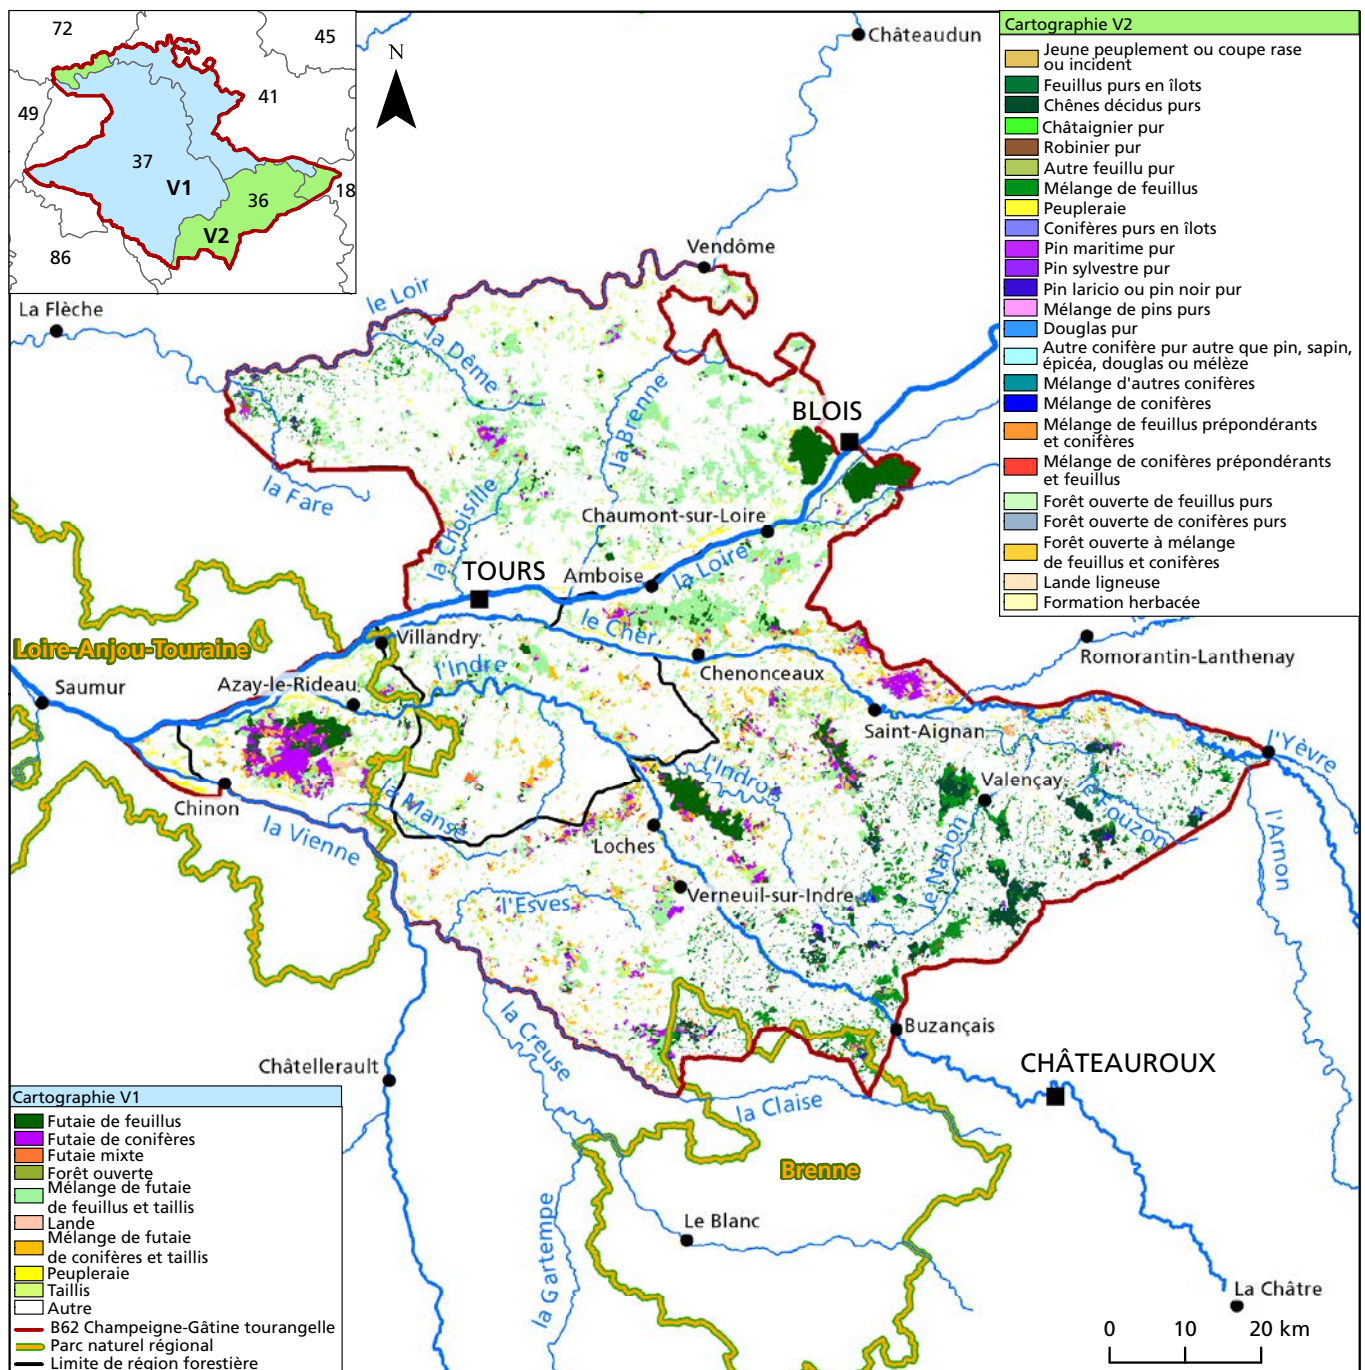 72
45
49
41
37
V1
36
18
V2
86
N
Châteaudun
Cartographie V2
Jeune peuplement ou coupe rase
ou incident
Feuillus purs en îlots
Chênes décidus purs
Châtaignier pur
Robinier pur
Autre feuillu pur
Mélange de feuillus
Peupleraie
Conifères purs en îlots
Pin maritime pur
Pin sylvestre pur
Pin laricio ou pin noir pur
Mélange de pins purs
Douglas pur
Autre conifère pur autre que pin, sapin,
épicéa, douglas ou mélèze
Mélange d'autres conifères
Mélange de conifères
Mélange de feuillus prépondérants
et conifères
Mélange de conifères prépondérants
et feuillus
Forêt ouverte de feuillus purs
Forêt ouverte de conifères purs
Forêt ouverte à mélange
de feuillus et conifères
Lande ligneuse
Formation herbacée
Vendôme
La Flèche
le Loir
la Dême
la Brenne
BLOIS
la Fare
la Choisille
Chaumont-sur-Loire
TOURS
Amboise
la Loire
le Cher
Villandry
Loire-Anjou-Touraine
l'Indre
Chenonceaux
Romorantin-Lanthenay
Saumur
Azay-le-Rideau
Saint-Aignan
l'Yèvre
l'Indrois
Valençay
Chinon
la Manse
la Vienne
Loches
le Nahon
le Fouzon
l'Arnon
Verneuil-sur-Indre
l'Esves
la Creuse
Buzançais
Châtellerault
CHÂTEAUROUX
la Claise
Brenne
Le Blanc
la Gartempe
La Châtre
0 10 20 km
Cartographie V1
Futaie de feuillus
Futaie de conifères
Futaie mixte
Forêt ouverte
Mélange de futaie
de feuillus et taillis
Lande
Mélange de futaie
de conifères et taillis
Peupleraie
Taillis
Autre
B62 Champeigne-Gâtine tourangelle
Parc naturel régional
Limite de région forestière